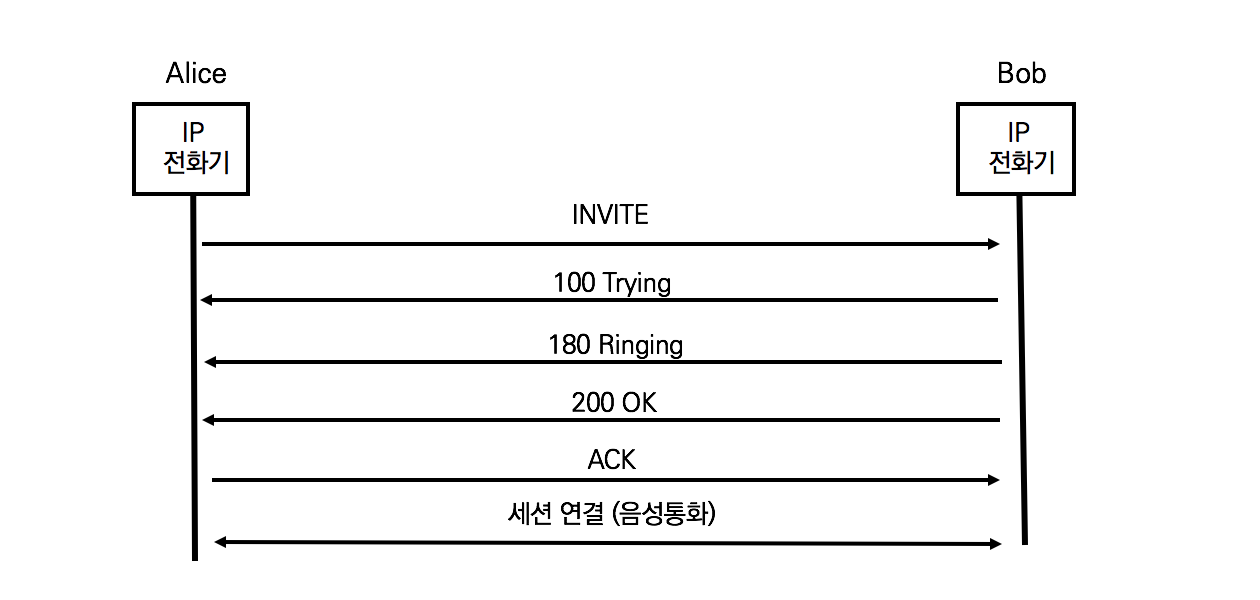 Alice
Bob
IP
전화기
IP
전화기
INVITE
100 Trying
180 Ringing
200 OK
ACK
세션 연결 (음성통화)